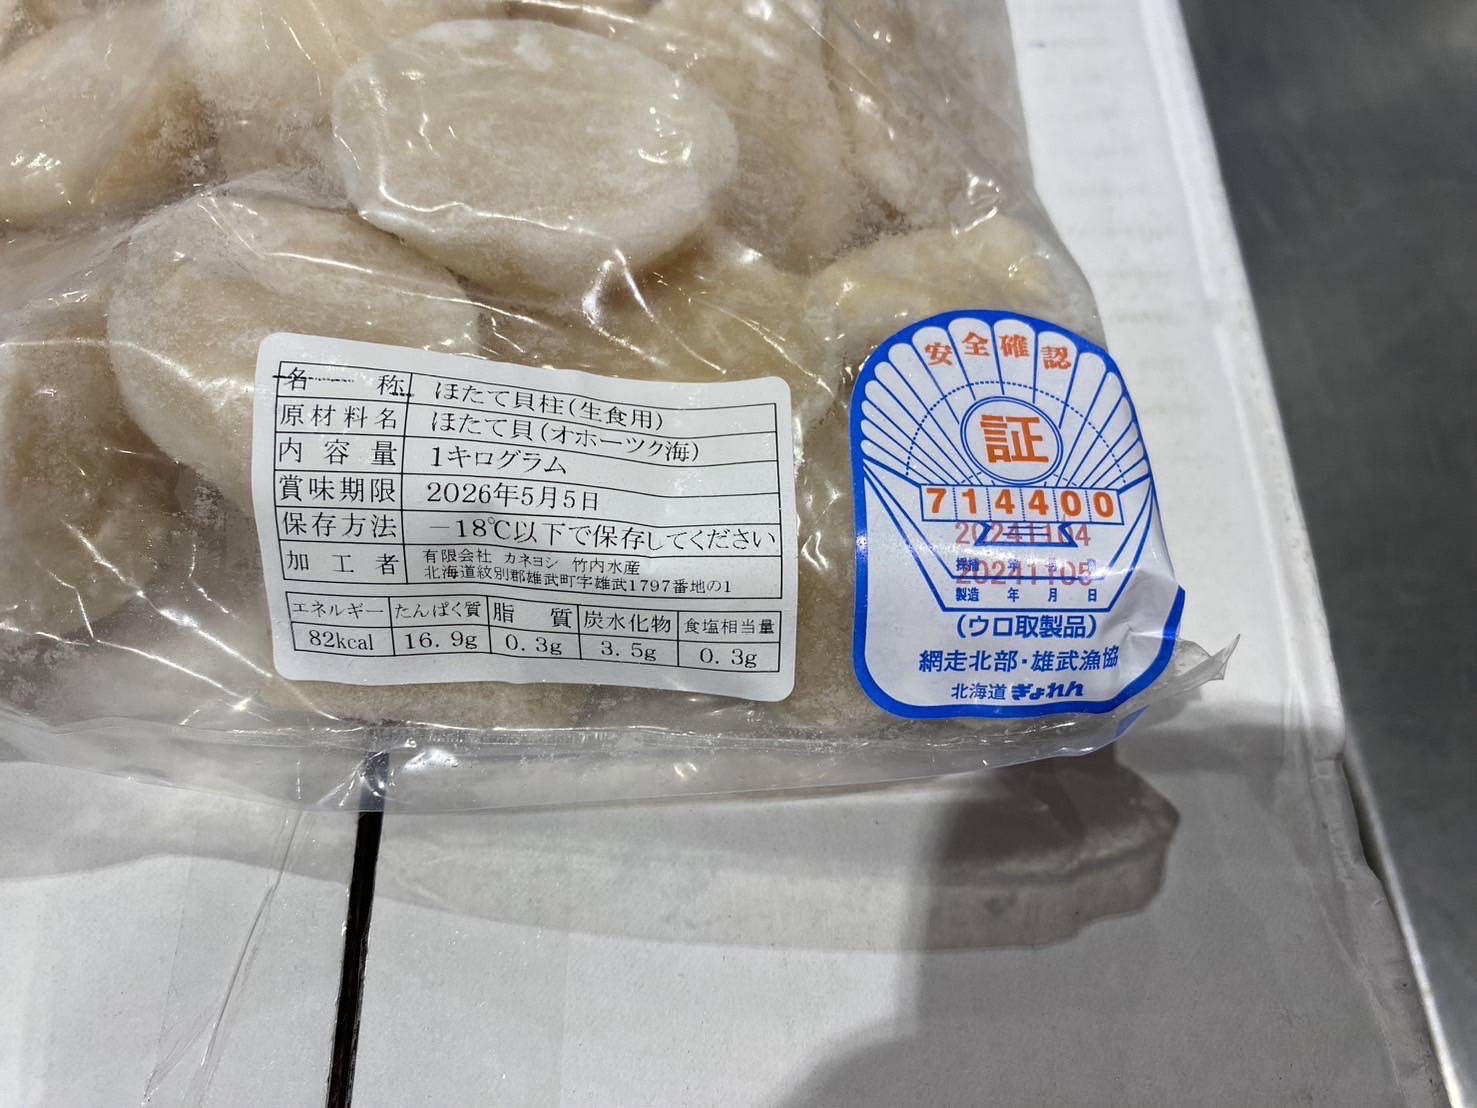 名称 ほたて貝柱(生食用)
原材料名 ほたて貝(オホーツク海)
内容量 1キログラム
賞味期限 2026年5月5日
保存方法 −18℃以下で保存してください
加工者 有限会社 カネヨシ 竹内水産
北海道紋別郡雄武町字雄武1797番地の1
エネルギー たんぱく質 脂質 炭水化物 食塩相当量
82kcal 16.9g 0.3g 3.5g 0.3g
安全確認
証
714400
20241104
20241105
製造 年 月 日
(ウロ取製品)
網走北部・雄武漁協
北海道ぎょれん